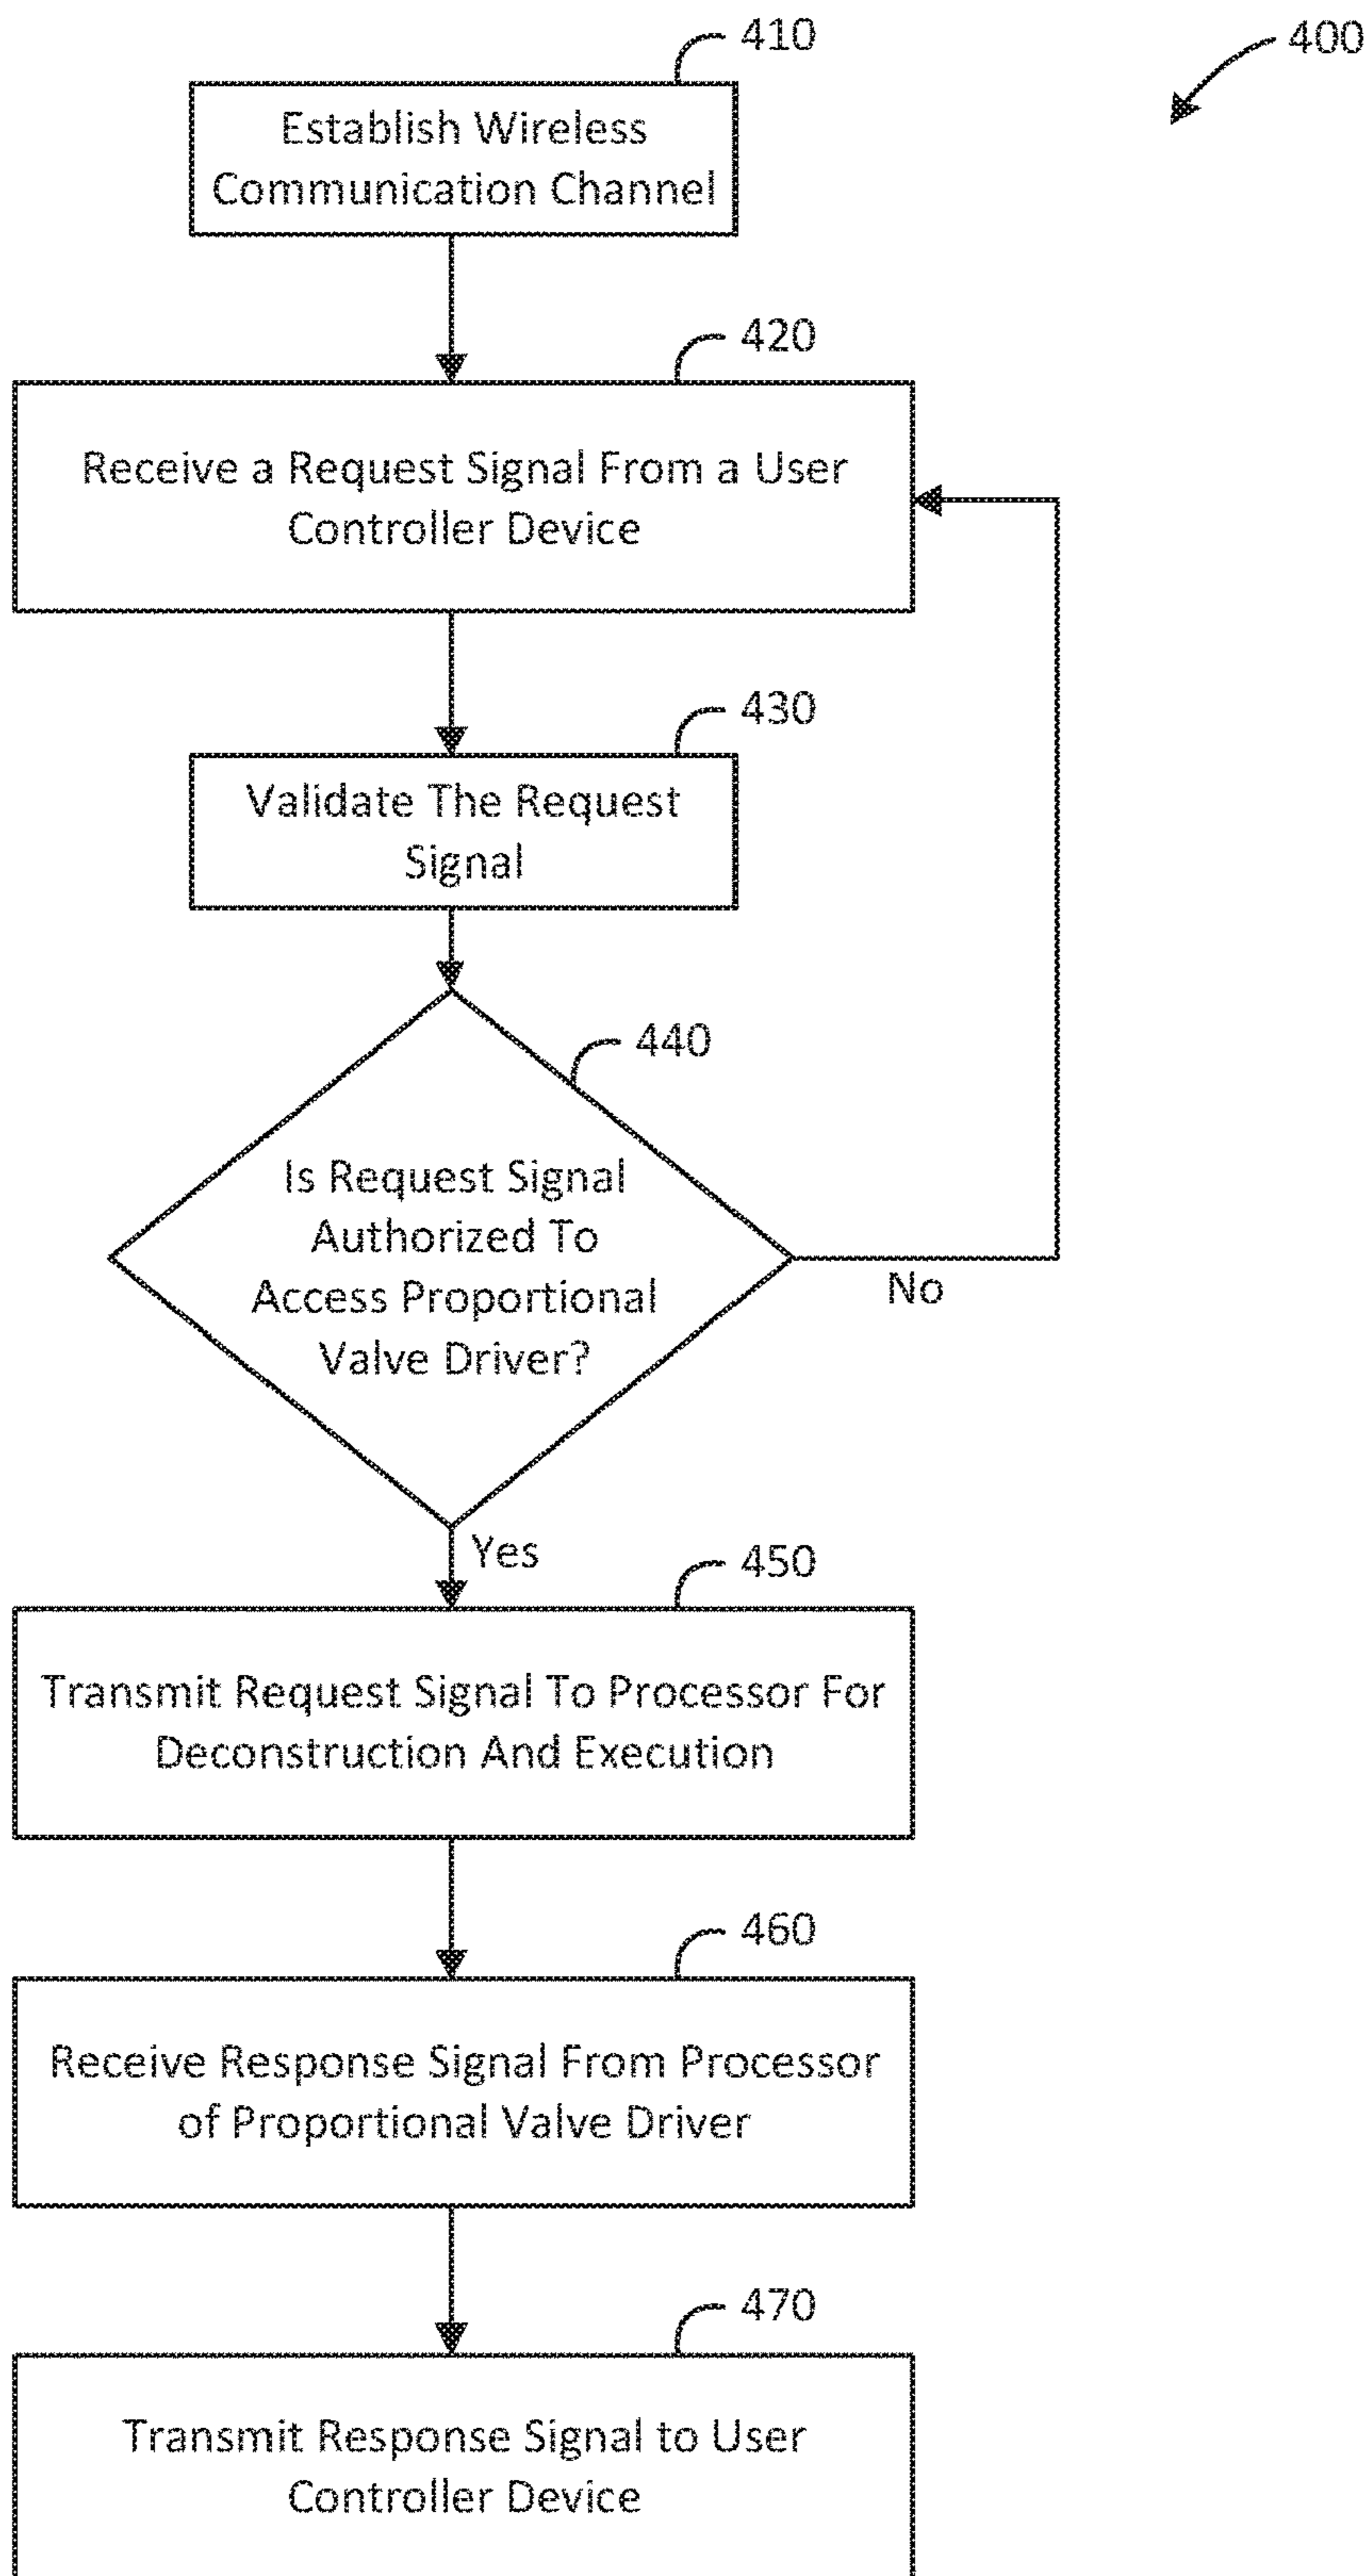 410
400
Establish Wireless
Communication Channel
420
Receive a Request Signal From a User
Controller Device
430
Validate The Request
Signal
440
Is Request Signal
Authorized To
Access Proportional
Valve Driver?
No
Yes
450
Transmit Request Signal To Processor For
Deconstruction And Execution
460
Receive Response Signal From Processor
of Proportional Valve Driver
470
Transmit Response Signal to User
Controller Device